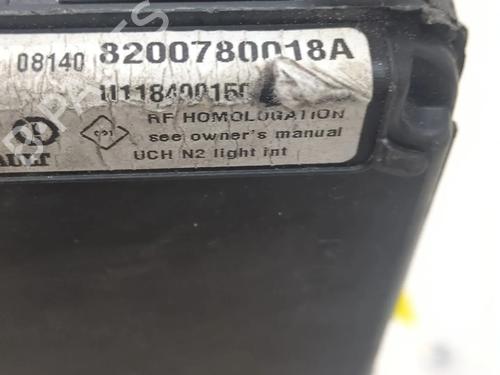 08140 8200780018A
RF HOMOLOGATION
see owner's manual
UCH N2 light int